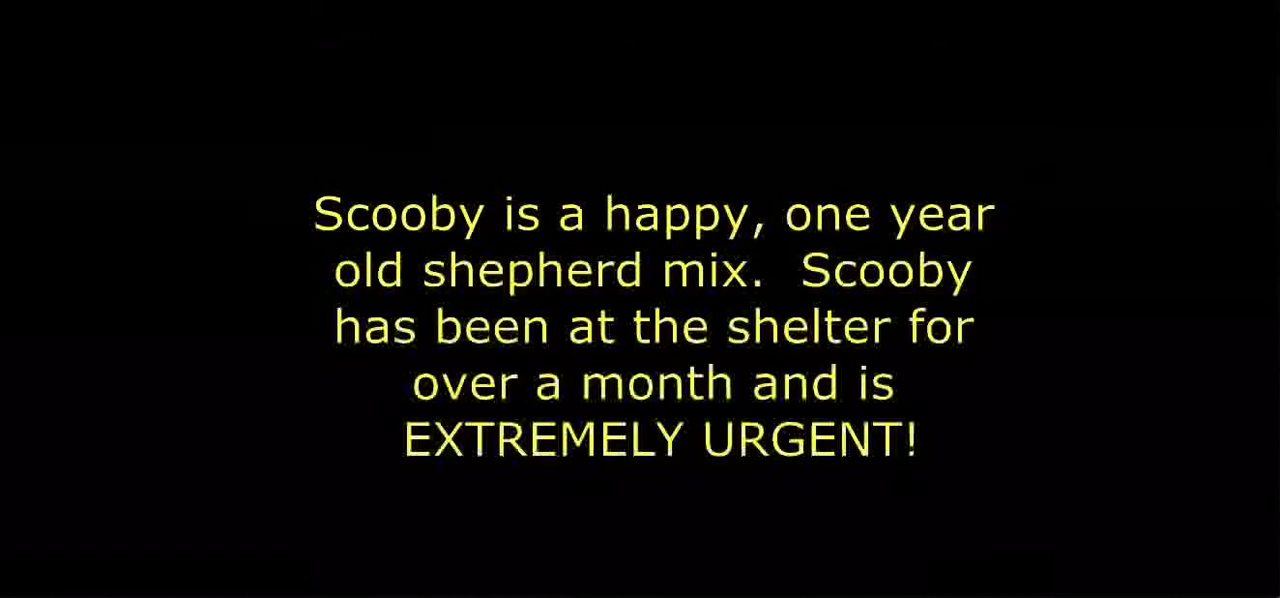 Scooby is a happy, one year
old shepherd mix.  Scooby
has been at the shelter for
over a month and is
EXTREMELY URGENT!